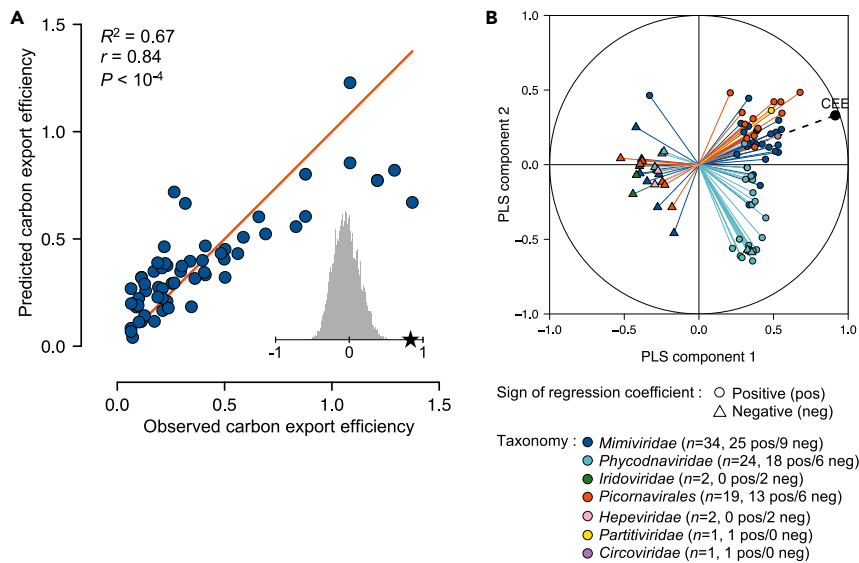 A
R² = 0.67
r = 0.84
P < 10⁻⁴
Predicted carbon export efficiency
1.5
1.0
0.5
0.0
-1
0
1
0.0
0.5
1.0
1.5
Observed carbon export efficiency
B
PLS component 2
1.0
0.5
0.0
-0.5
-1.0
CEE
-1.0
-0.5
0.0
0.5
1.0
PLS component 1
Sign of regression coefficient : Positive (pos)
Negative (neg)
Taxonomy : Mimiviridae (n=34, 25 pos/9 neg)
Phycodnaviridae (n=24, 18 pos/6 neg)
Iridoviridae (n=2, 0 pos/2 neg)
Picornavirales (n=19, 13 pos/6 neg)
Hepeviridae (n=2, 0 pos/2 neg)
Partitiviridae (n=1, 1 pos/0 neg)
Circoviridae (n=1, 1 pos/0 neg)